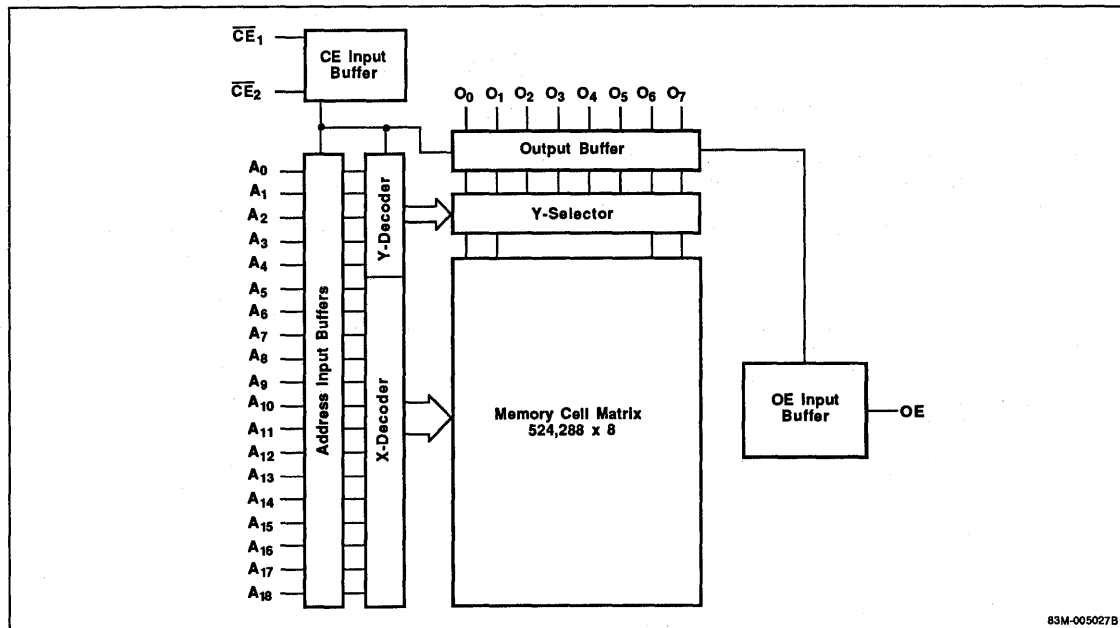 C̅E̅₁
CE Input
Buffer
C̅E̅₂
O₀ O₁ O₂ O₃ O₄ O₅ O₆ O₇
Output Buffer
Y-Selector
A₀
A₁
A₂
A₃
A₄
A₅
A₆
A₇
A₈
A₉
A₁₀
A₁₁
A₁₂
A₁₃
A₁₄
A₁₅
A₁₆
A₁₇
A₁₈
Address Input Buffers
Y-Decoder
X-Decoder
Memory Cell Matrix
524,288 x 8
OE Input
Buffer
OE
83M-005027B